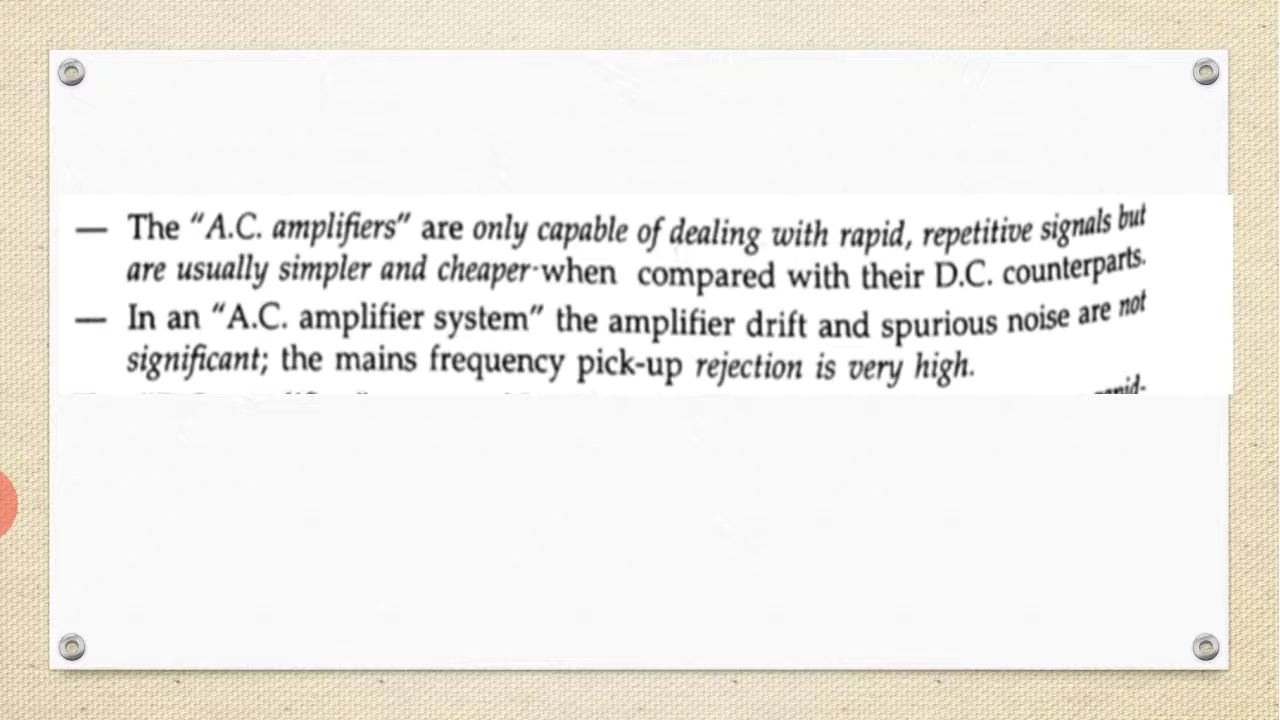 — The “A.C. amplifiers” are only capable of dealing with rapid, repetitive signals but
are usually simpler and cheaper when compared with their D.C. counterparts.
— In an “A.C. amplifier system” the amplifier drift and spurious noise are not
significant; the mains frequency pick-up rejection is very high.